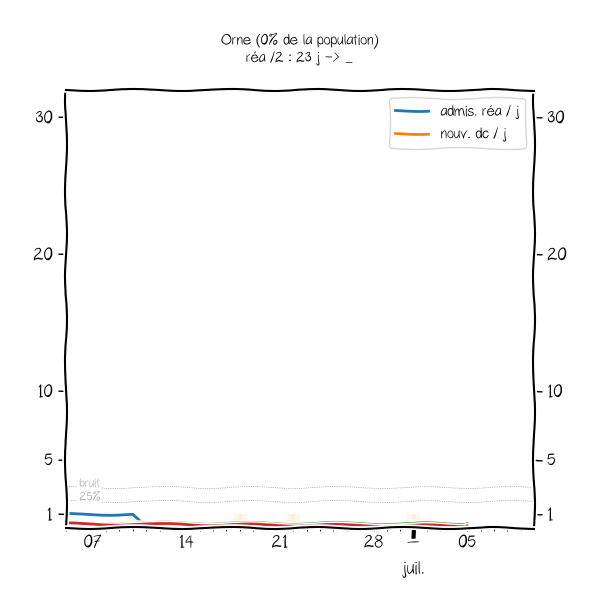 Orne (0% de la population)
réa /2 : 23 j -> _
admis. réa / j
nouv. dc / j
30 30
20 20
10 10
5 5
bruit
25%
1 1
07 14 21 28 _ 05
juil.